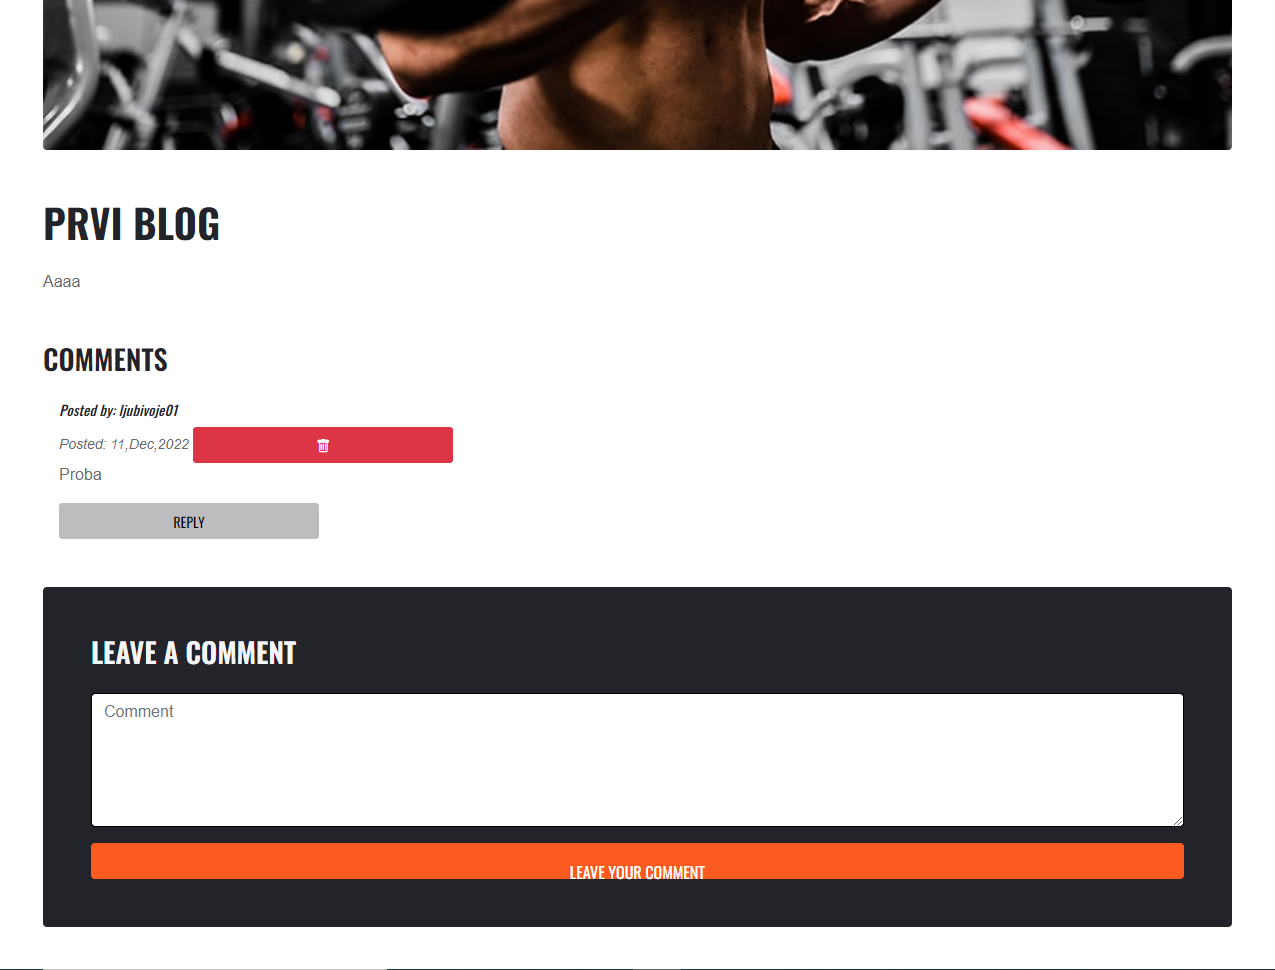 PRVI BLOG
Aaaa
COMMENTS
Posted by: ljubivoje01
Posted: 11,Dec,2022
Proba
REPLY
LEAVE A COMMENT
Comment
LEAVE YOUR COMMENT